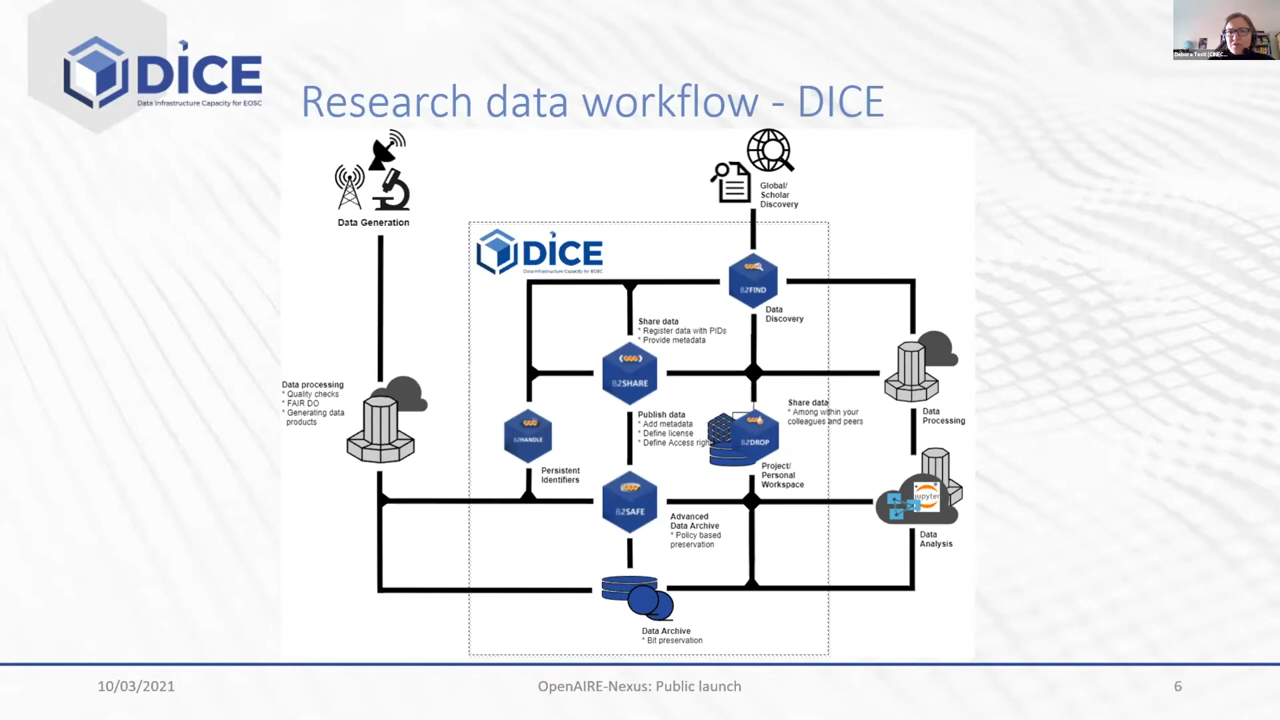 DICE
Data Infrastructure Capacity for EOSC
Research data workflow - DICE
Debora Testi | CINEC...
Data Generation
Global/
Scholar
Discovery
DICE
Data Infrastructure Capacity for EOSC
B2FIND
Data
Discovery
Share data
* Register data with PIDs
* Provide metadata
B2SHARE
Data processing
* Quality checks
* FAIR DO
* Generating data
products
Publish data
* Add metadata
* Define license
* Define Access righ
B2HANDLE
Persistent
Identifiers
Share data
* Among within your
colleagues and peers
B2DROP
Project/
Personal
Workspace
Data
Processing
B2SAFE
Advanced
Data Archive
* Policy based
preservation
jupyter
Data
Analysis
Data Archive
* Bit preservation
10/03/2021
OpenAIRE-Nexus: Public launch
6